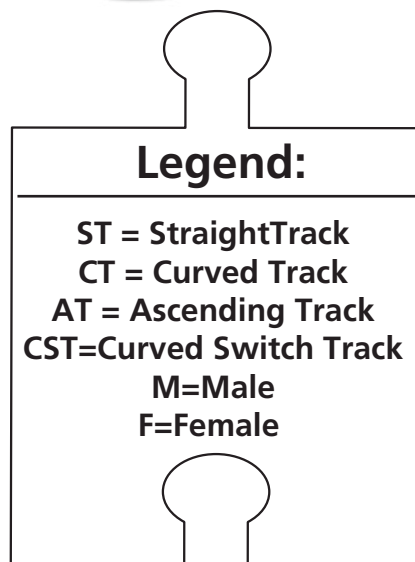 Legend:
ST = StraightTrack
CT = Curved Track
AT = Ascending Track
CST=Curved Switch Track
M=Male
F=Female